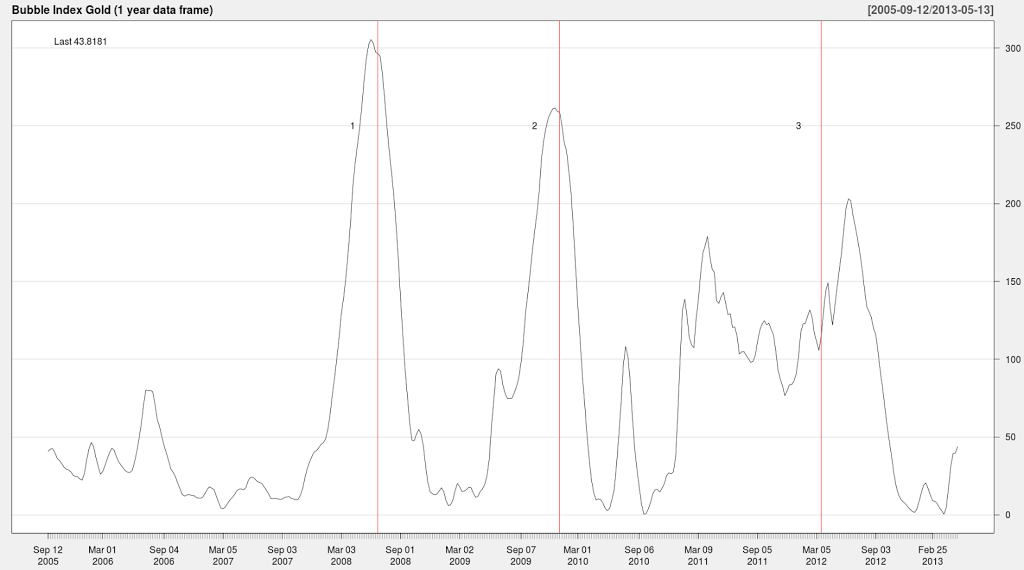 Bubble Index Gold (1 year data frame)
[2005-09-12/2013-05-13]
Last 43.8181
300
1
2
3
250
200
150
100
50
0
Sep 12 Mar 01 Sep 04 Mar 05 Sep 03 Mar 03 Sep 01 Mar 02 Sep 07 Mar 01 Sep 06 Mar 09 Sep 05 Mar 05 Sep 03 Feb 25
2005 2006 2006 2007 2007 2008 2008 2009 2009 2010 2010 2011 2011 2012 2012 2013